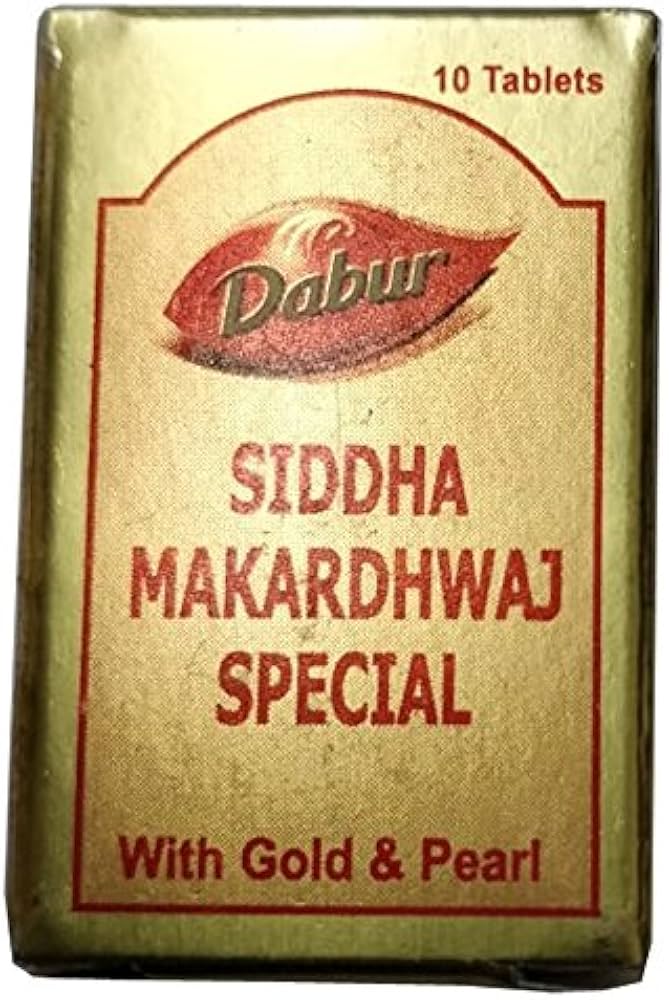 10 Tablets
Dabur
SIDDHA
MAKARDHWAJ
SPECIAL
With Gold & Pearl